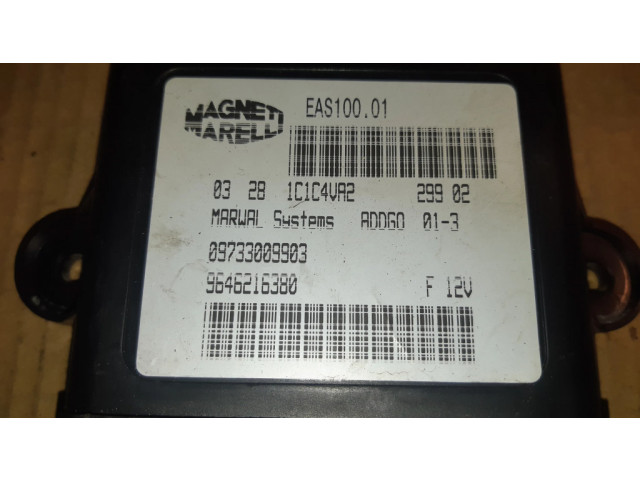 MAGNETI
MARELLI
EAS100.01
03 28 1C1C4VA2 299 02
MARWAL Systems ADDGO 01-3
09733009903
9646216380 F 12V